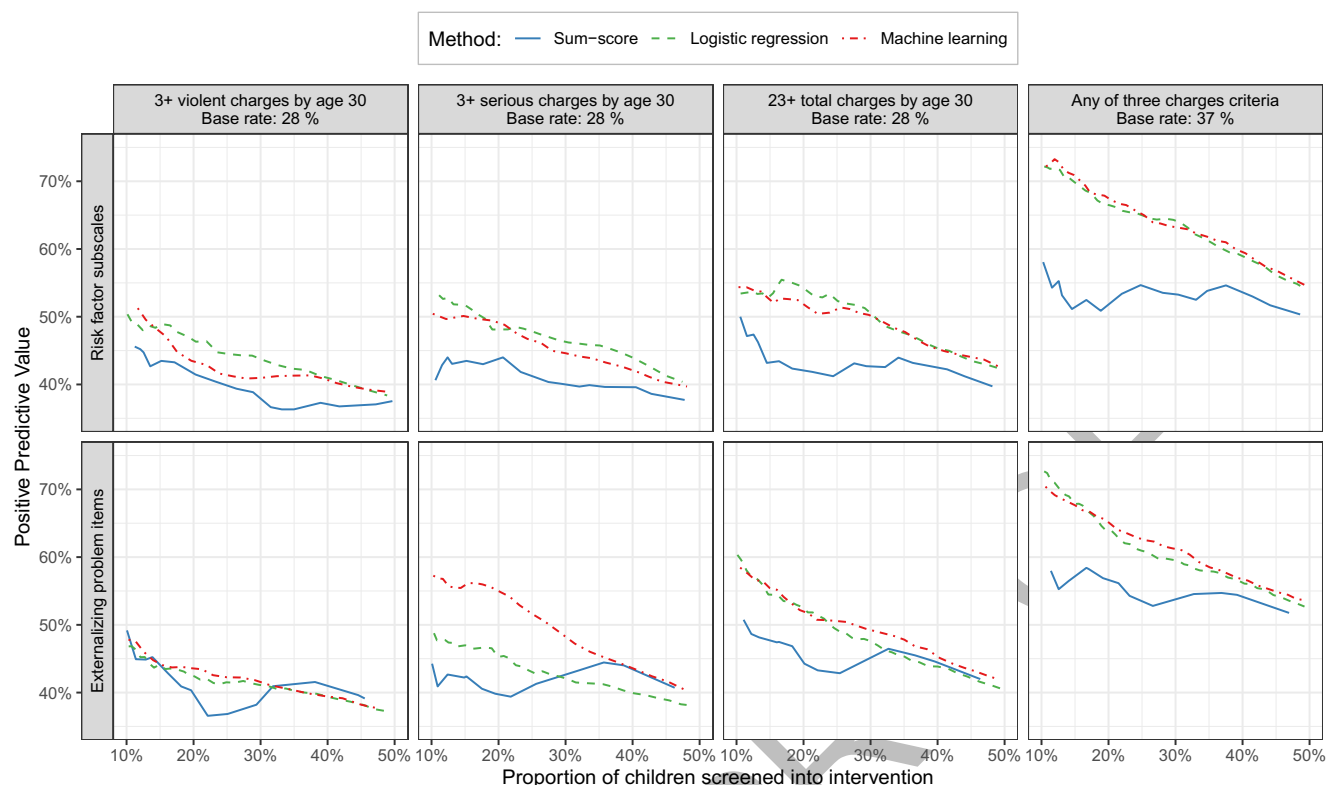 Method: Sum−score Logistic regression Machine learning
3+ violent charges by age 30
Base rate: 28 %
3+ serious charges by age 30
Base rate: 28 %
23+ total charges by age 30
Base rate: 28 %
Any of three charges criteria
Base rate: 37 %
Positive Predictive Value
Risk factor subscales
70%
60%
50%
40%
Externalizing problem items
70%
60%
50%
40%
10% 20% 30% 40% 50% 10% 20% 30% 40% 50% 10% 20% 30% 40% 50% 10% 20% 30% 40% 50%
Proportion of children screened into intervention